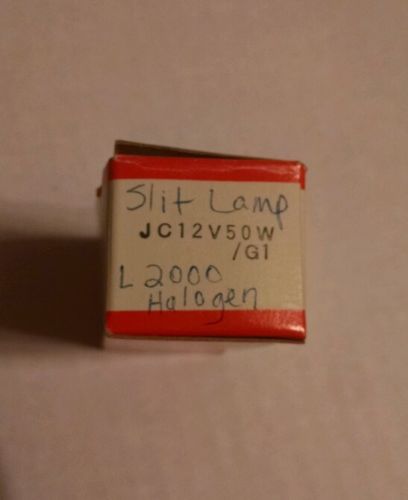 Slit Lamp
JC12V50W
/G1
L 2000
Halogen